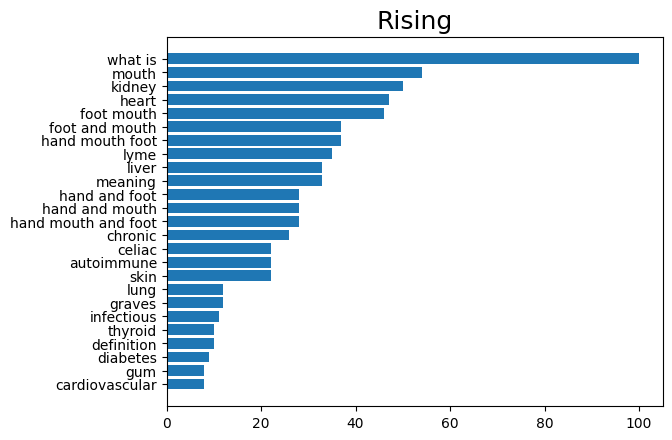 Rising
what is
mouth
kidney
heart
foot mouth
foot and mouth
hand mouth foot
lyme
liver
meaning
hand and foot
hand and mouth
hand mouth and foot
chronic
celiac
autoimmune
skin
lung
graves
infectious
thyroid
definition
diabetes
gum
cardiovascular
0 20 40 60 80 100